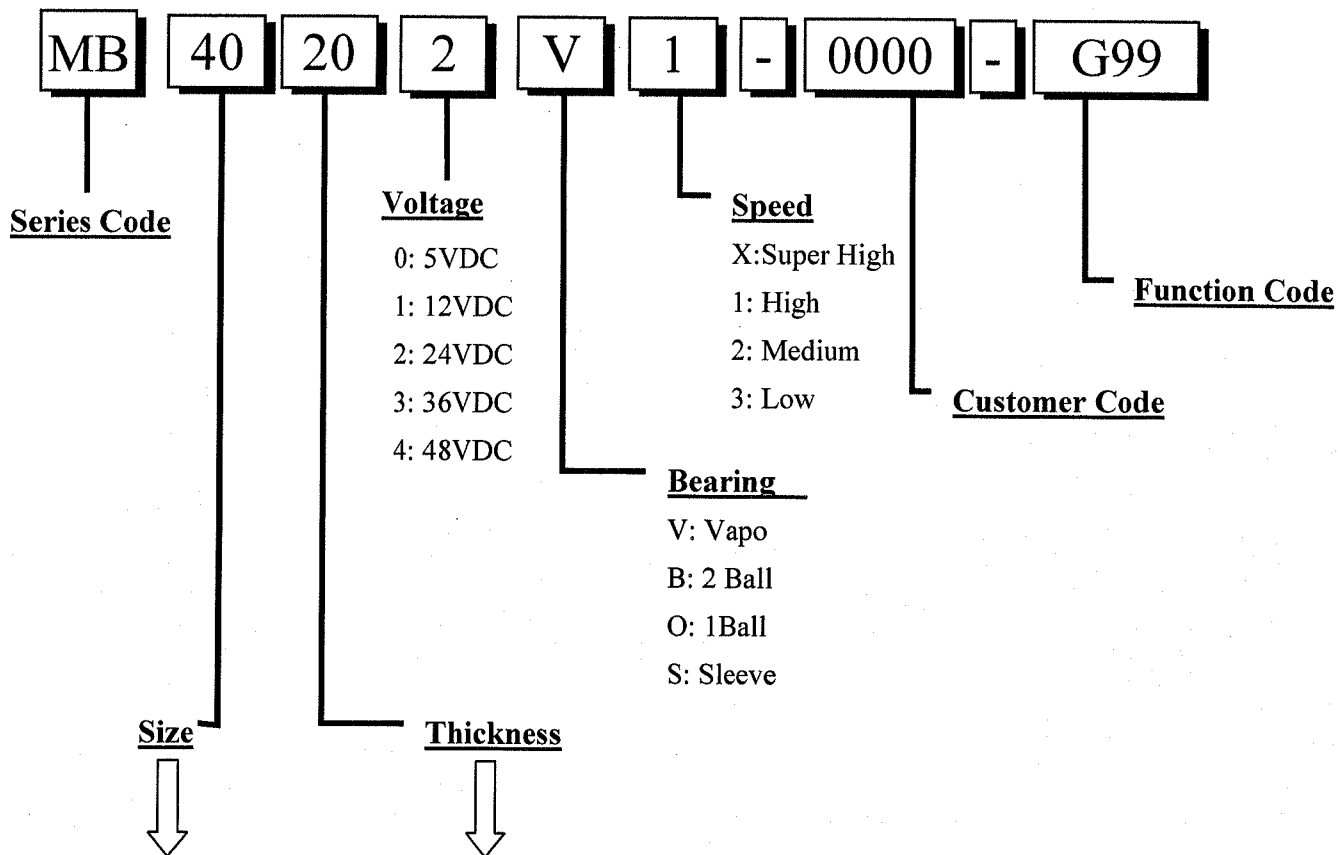 MB 40 20 2 V 1 - 0000 - G99
Series Code
Voltage
0: 5VDC
1: 12VDC
2: 24VDC
3: 36VDC
4: 48VDC
Speed
X:Super High
1: High
2: Medium
3: Low
Function Code
Customer Code
Bearing
V: Vapo
B: 2 Ball
O: 1Ball
S: Sleeve
Size
Thickness